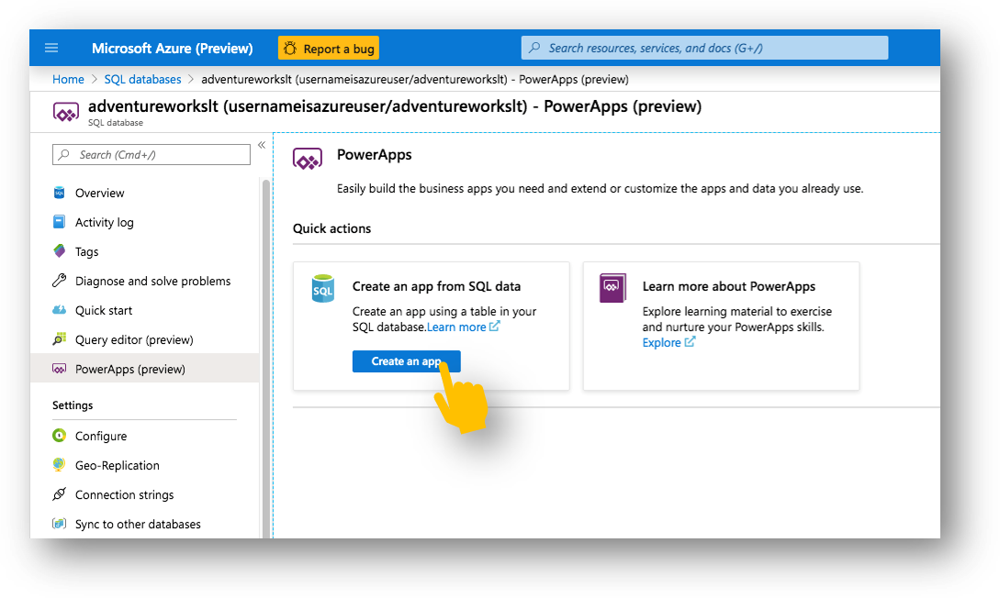 Microsoft Azure (Preview)
Report a bug
Search resources, services, and docs (G+/)
Home > SQL databases > adventureworkslt (usernameisazureuser/adventureworkslt) - PowerApps (preview)
adventureworkslt (usernameisazureuser/adventureworkslt) - PowerApps (preview)
SQL database
Search (Cmd+/)
«
Overview
Activity log
Tags
Diagnose and solve problems
Quick start
Query editor (preview)
PowerApps (preview)
Settings
Configure
Geo-Replication
Connection strings
Sync to other databases
PowerApps
Easily build the business apps you need and extend or customize the apps and data you already use.
Quick actions
SQL
Create an app from SQL data
Create an app using a table in your
SQL database.Learn more
Create an app
Learn more about PowerApps
Explore learning material to exercise
and nurture your PowerApps skills.
Explore